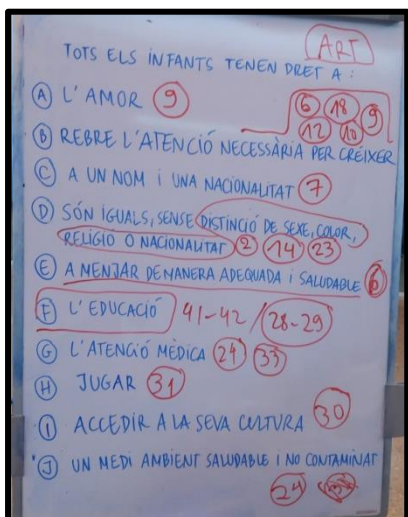 ART
TOTS ELS INFANTS TENEN DRET A :
A L'AMOR 9
6 18 9
12 10
B REBRE L'ATENCIÓ NECESSÀRIA PER CRÉIXER
C A UN NOM i UNA NACIONALITAT 7
D SÓN IGUALS, SENSE DISTINCIÓ DE SEXE, COLOR,
RELIGIO O NACIONALITAT 2 14 23
E A MENJAR DE MANERA ADEQUADA i SALUDABLE 6
F L'EDUCACIÓ 41-42 / 28-29
G L'ATENCIÓ MÈDICA 24 33
H JUGAR 31
I ACCEDIR A LA SEVA CULTURA 30
J UN MEDI AMBIENT SALUDABLE I NO CONTAMINAT
24